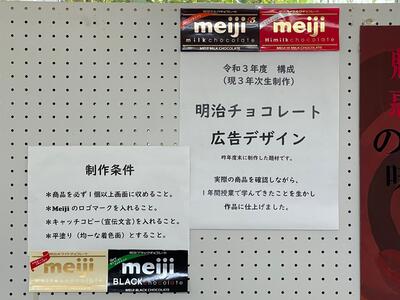 meiji
milk chocolate
MEIJI MILK CHOCOLATE
meiji
Himilk chocolate
令和3年度 構成
(現3年次生制作)
明治チョコレート
広告デザイン
昨年度末に制作した題材です。
実際の商品を確認しながら、
1年間授業で学んできたことを生かし
作品に仕上げました。
制作条件
＊商品を必ず1個以上画面に収めること。
＊Meijiのロゴマークを入れること。
＊キャッチコピー(宣伝文言)を入れること。
＊平塗り(均一な着色面)とすること。
meiji
white chocolate
meiji
BLACK chocolate
MEIJI BLACK CHOCOLATE
の